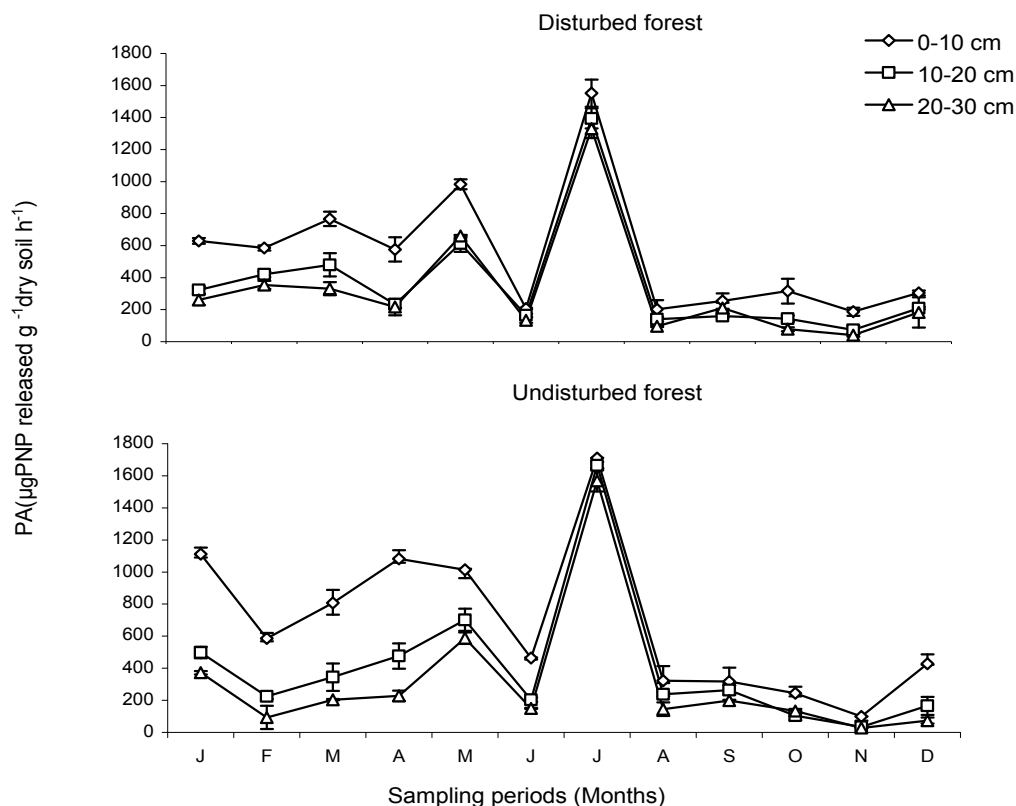 Disturbed forest
0-10 cm
10-20 cm
20-30 cm
1800
1600
1400
1200
1000
800
600
400
200
0
PA(µgPNP released g⁻¹dry soil h⁻¹)
Undisturbed forest
1800
1600
1400
1200
1000
800
600
400
200
0
J F M A M J J A S O N D
Sampling periods (Months)